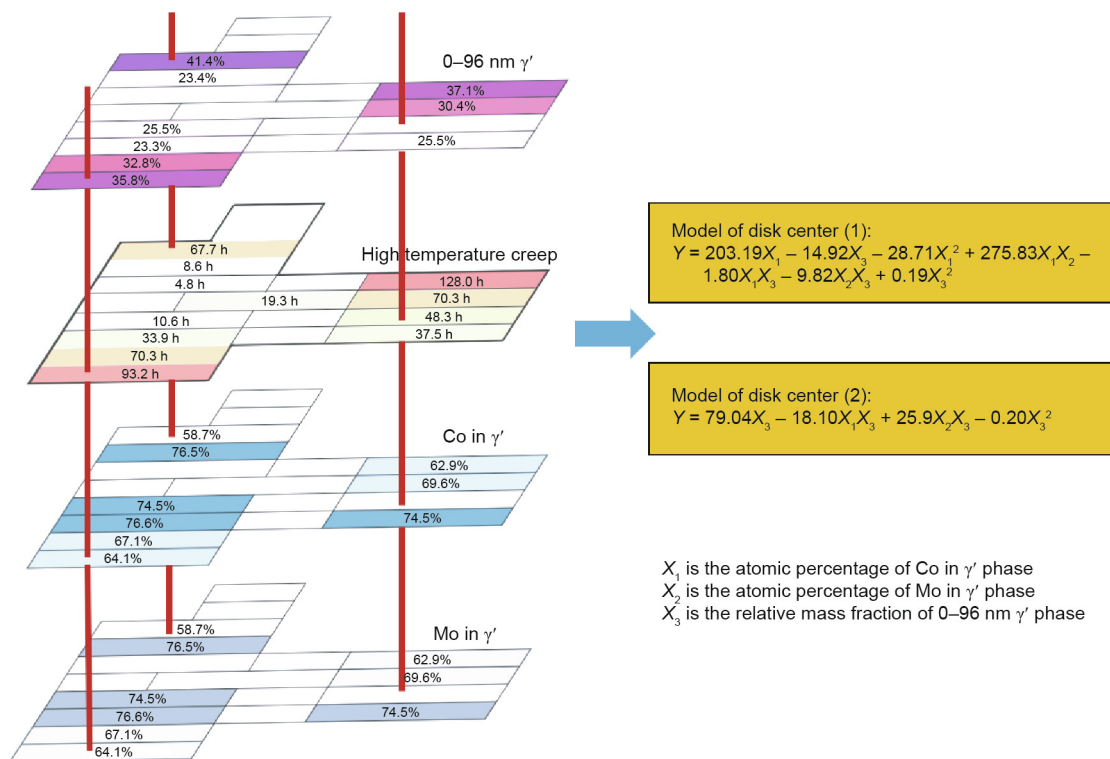 41.4%
0–96 nm γ′
23.4%
37.1%
30.4%
25.5%
23.3%
25.5%
32.8%
35.8%
67.7 h
High temperature creep
8.6 h
4.8 h
128.0 h
19.3 h
70.3 h
10.6 h
48.3 h
33.9 h
37.5 h
70.3 h
93.2 h
58.7%
Co in γ′
76.5%
62.9%
69.6%
74.5%
76.6%
74.5%
67.1%
64.1%
58.7%
Mo in γ′
76.5%
62.9%
69.6%
74.5%
76.6%
74.5%
67.1%
64.1%
Model of disk center (1):
Y = 203.19X₁ – 14.92X₃ – 28.71X₁² + 275.83X₁X₂ –
1.80X₁X₃ – 9.82X₂X₃ + 0.19X₃²
Model of disk center (2):
Y = 79.04X₃ – 18.10X₁X₃ + 25.9X₂X₃ – 0.20X₃²
X₁ is the atomic percentage of Co in γ′ phase
X₂ is the atomic percentage of Mo in γ′ phase
X₃ is the relative mass fraction of 0–96 nm γ′ phase